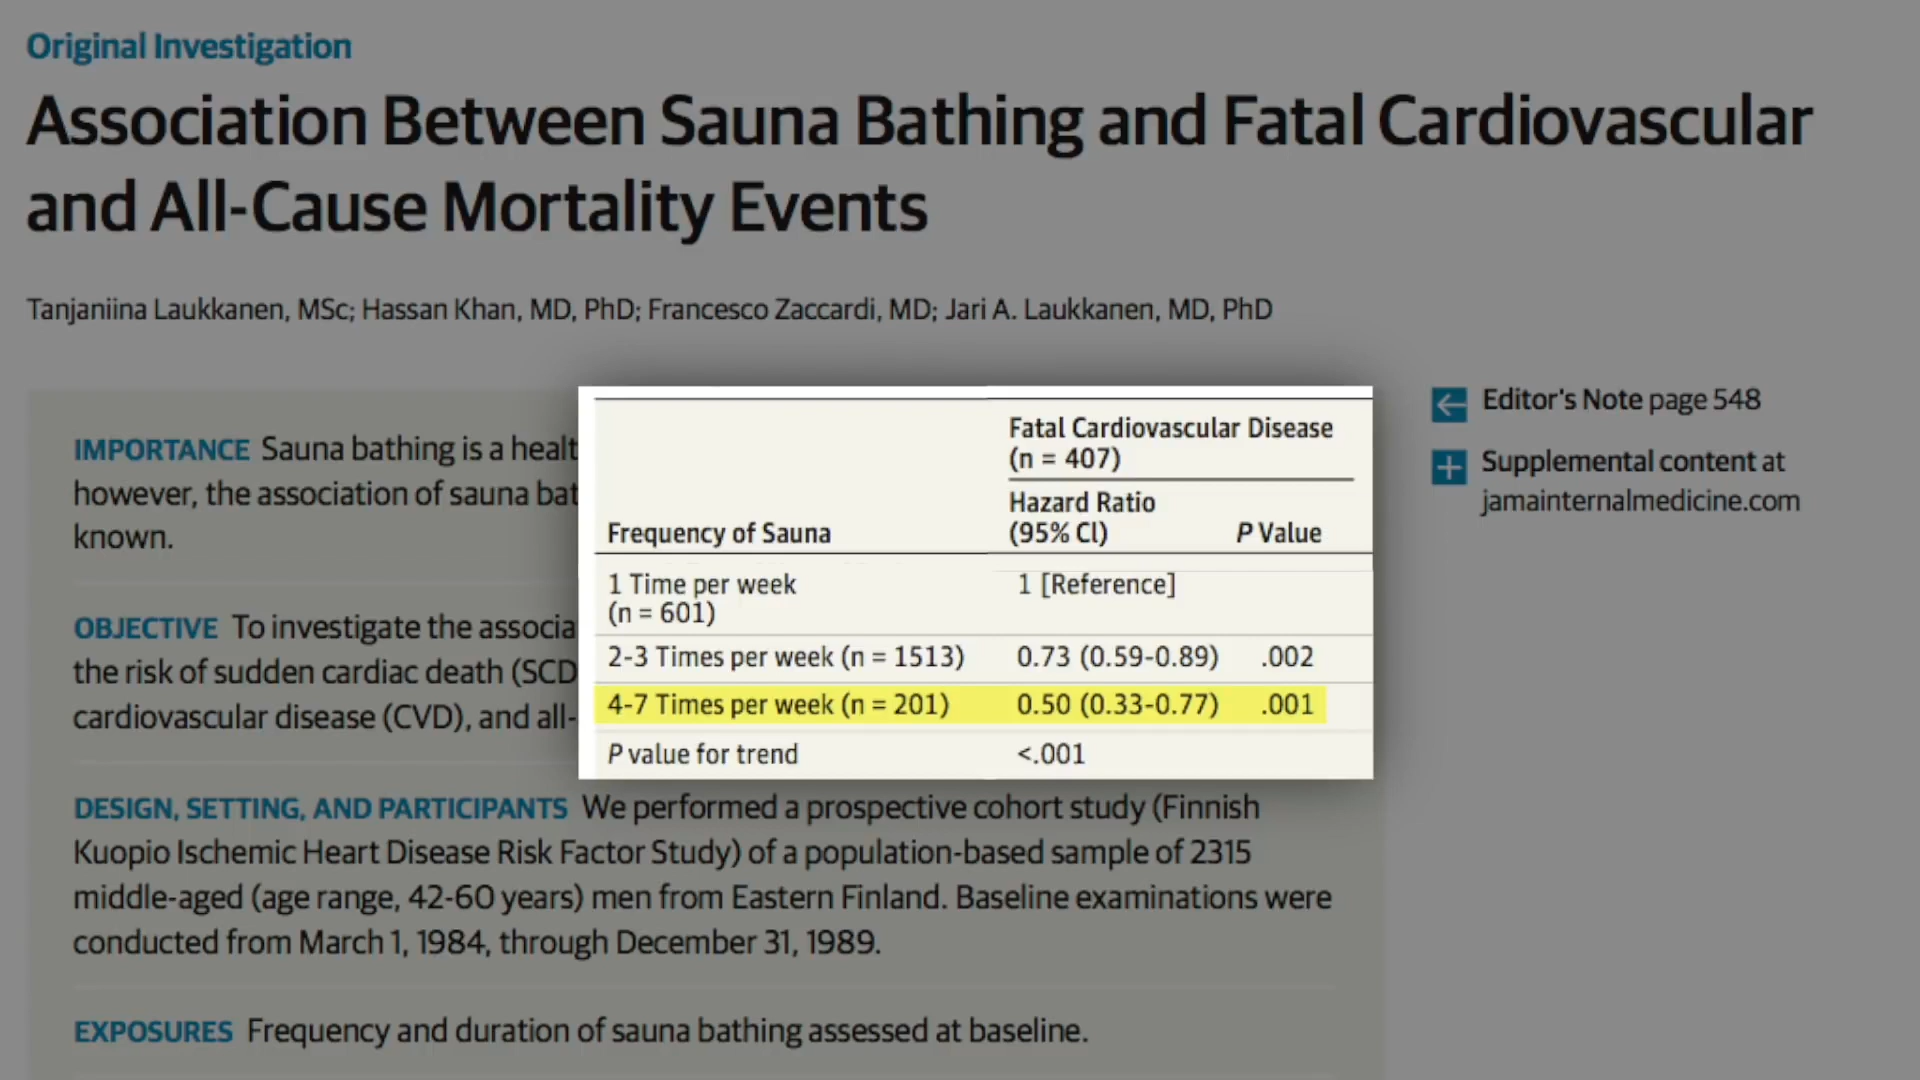 Original Investigation
Association Between Sauna Bathing and Fatal Cardiovascular
and All-Cause Mortality Events
Tanjaniina Laukkanen, MSc; Hassan Khan, MD, PhD; Francesco Zaccardi, MD; Jari A. Laukkanen, MD, PhD
Editor's Note page 548
Supplemental content at
jamainternalmedicine.com
IMPORTANCE Sauna bathing is a healt
however, the association of sauna bat
known.
OBJECTIVE To investigate the associa
the risk of sudden cardiac death (SCD
cardiovascular disease (CVD), and all-
Fatal Cardiovascular Disease
(n = 407)
Hazard Ratio
Frequency of Sauna (95% Cl) P Value
1 Time per week 1 [Reference]
(n = 601)
2-3 Times per week (n = 1513) 0.73 (0.59-0.89) .002
4-7 Times per week (n = 201) 0.50 (0.33-0.77) .001
P value for trend <.001
DESIGN, SETTING, AND PARTICIPANTS We performed a prospective cohort study (Finnish
Kuopio Ischemic Heart Disease Risk Factor Study) of a population-based sample of 2315
middle-aged (age range, 42-60 years) men from Eastern Finland. Baseline examinations were
conducted from March 1, 1984, through December 31, 1989.
EXPOSURES Frequency and duration of sauna bathing assessed at baseline.